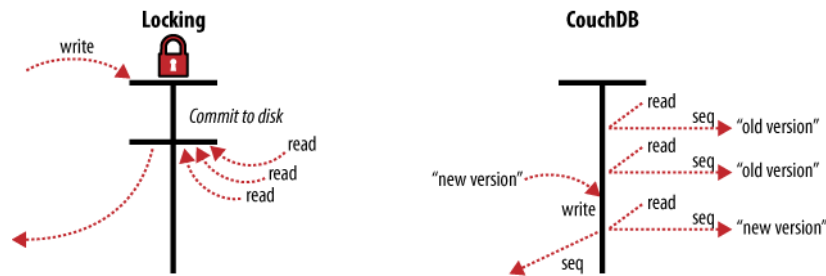 Locking
write
Commit to disk
read
read
read
CouchDB
read
seq
"old version"
read
seq
"old version"
"new version"
write
read
seq
"new version"
seq